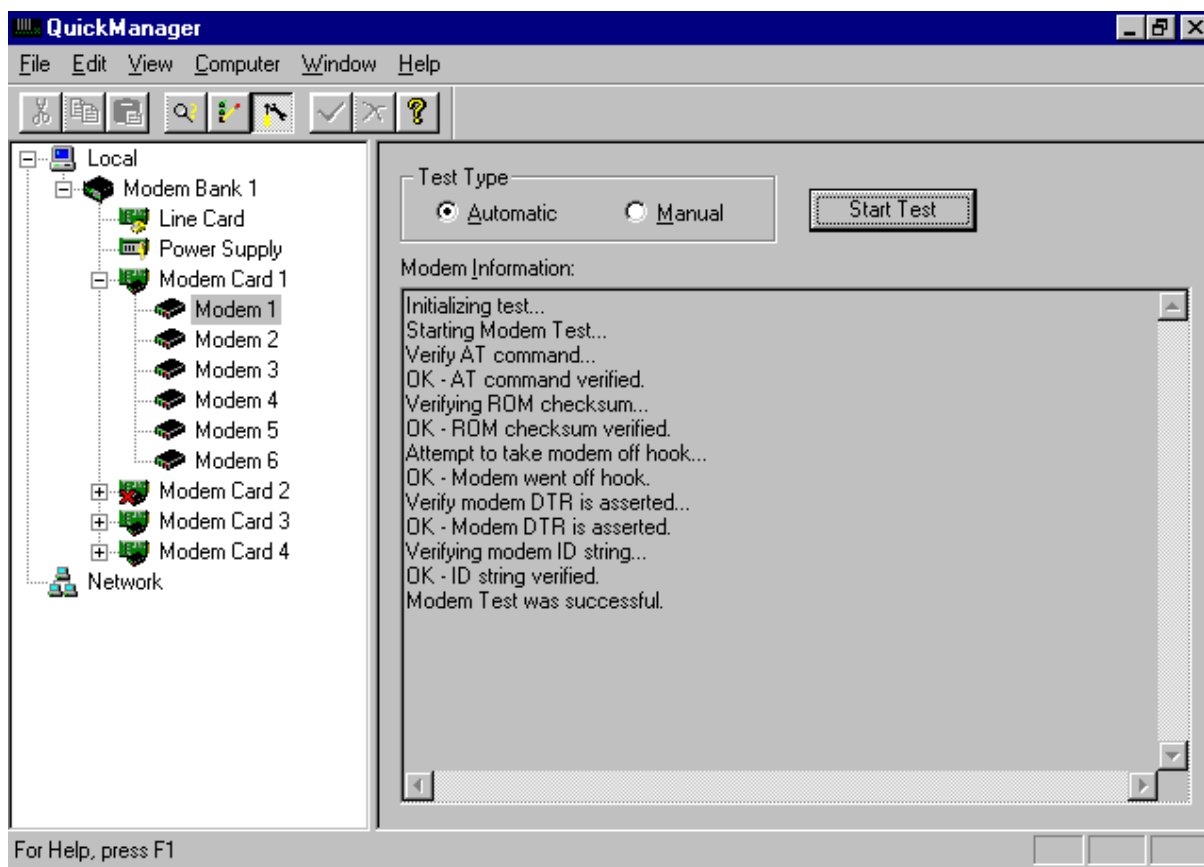 QuickManager
File Edit View Computer Window Help
Local
Modem Bank 1
Line Card
Power Supply
Modem Card 1
Modem 1
Modem 2
Modem 3
Modem 4
Modem 5
Modem 6
Modem Card 2
Modem Card 3
Modem Card 4
Network
Test Type
Automatic Manual
Start Test
Modem Information:
Initializing test...
Starting Modem Test...
Verify AT command...
OK - AT command verified.
Verifying ROM checksum...
OK - ROM checksum verified.
Attempt to take modem off hook...
OK - Modem went off hook.
Verify modem DTR is asserted...
OK - Modem DTR is asserted.
Verifying modem ID string...
OK - ID string verified.
Modem Test was successful.
For Help, press F1